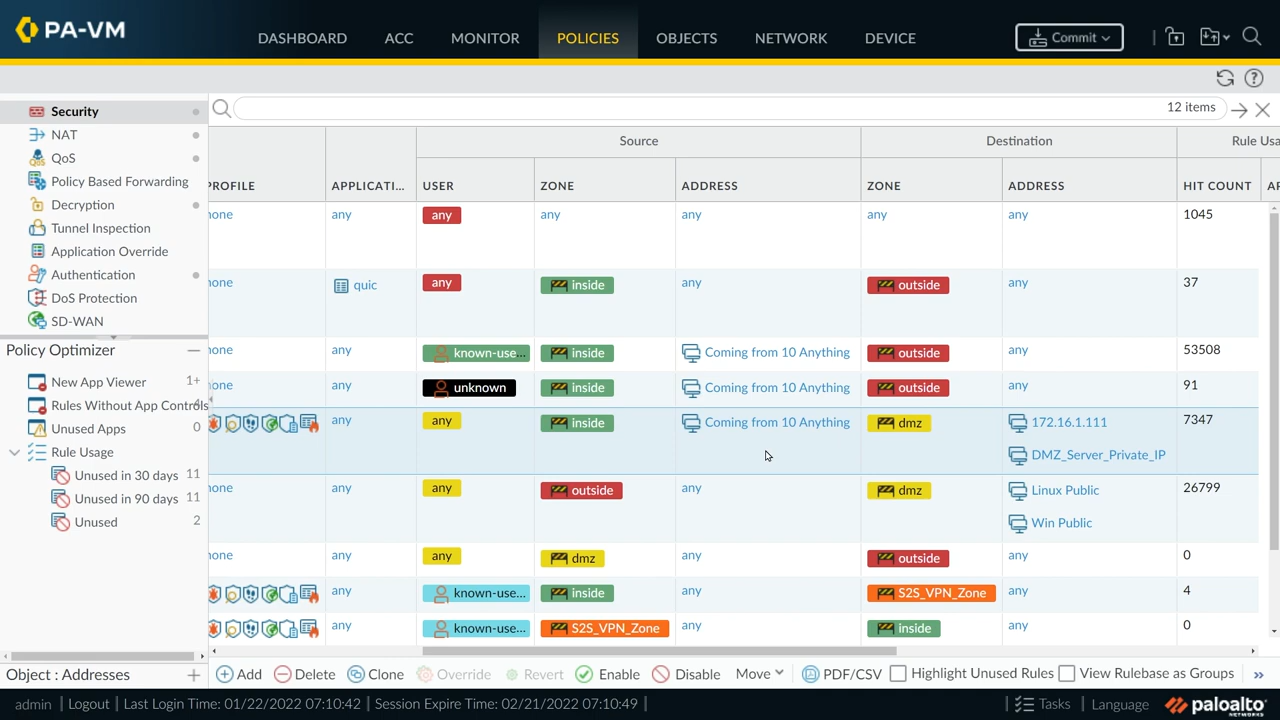 PA-VM
DASHBOARD ACC MONITOR POLICIES OBJECTS NETWORK DEVICE Commit
Security
NAT
QoS
Policy Based Forwarding
Decryption
Tunnel Inspection
Application Override
Authentication
DoS Protection
SD-WAN
Policy Optimizer
New App Viewer 1+
Rules Without App Controls
Unused Apps 0
Rule Usage
Unused in 30 days 11
Unused in 90 days 11
Unused 2
Object : Addresses
12 items
Source Destination Rule Usa
PROFILE APPLICATI... USER ZONE ADDRESS ZONE ADDRESS HIT COUNT
none any any any any any any 1045
none quic any inside any outside any 37
none any known-use... inside Coming from 10 Anything outside any 53508
none any unknown inside Coming from 10 Anything outside any 91
any any inside Coming from 10 Anything dmz 172.16.1.111 7347
DMZ_Server_Private_IP
none any any outside any dmz Linux Public 26799
Win Public
none any any dmz any outside any 0
any known-use... inside any S2S_VPN_Zone any 4
any known-use... S2S_VPN_Zone any inside any 0
Add Delete Clone Override Revert Enable Disable Move PDF/CSV Highlight Unused Rules View Rulebase as Groups »
admin | Logout | Last Login Time: 01/22/2022 07:10:42 | Session Expire Time: 02/21/2022 07:10:49 | Tasks | Language paloalto
NETWORKS